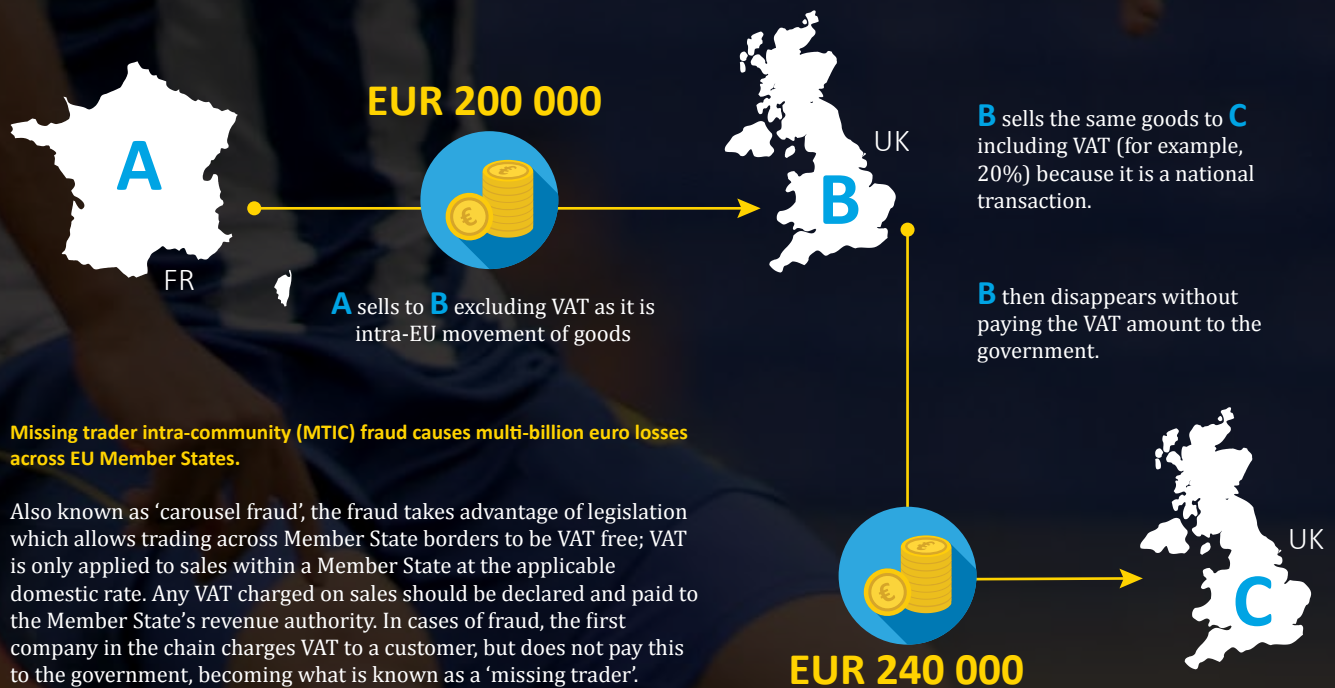 EUR 200 000
A
FR
UK
B
A sells to B excluding VAT as it is
intra-EU movement of goods
B sells the same goods to C
including VAT (for example,
20%) because it is a national
transaction.
B then disappears without
paying the VAT amount to the
government.
Missing trader intra-community (MTIC) fraud causes multi-billion euro losses
across EU Member States.
Also known as ‘carousel fraud’, the fraud takes advantage of legislation
which allows trading across Member State borders to be VAT free; VAT
is only applied to sales within a Member State at the applicable
domestic rate. Any VAT charged on sales should be declared and paid to
the Member State’s revenue authority. In cases of fraud, the first
company in the chain charges VAT to a customer, but does not pay this
to the government, becoming what is known as a ‘missing trader’.
UK
C
EUR 240 000